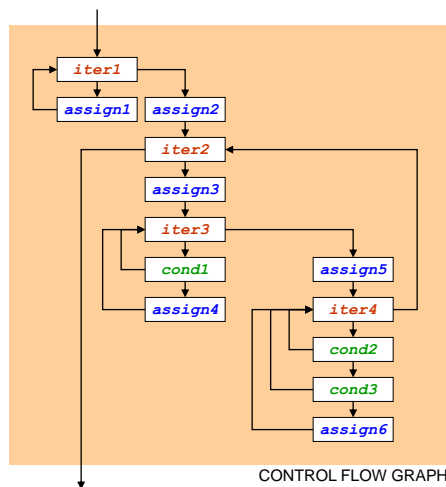 iter1
assign1 assign2
iter2
assign3
iter3
cond1 assign5
assign4 iter4
cond2
cond3
assign6
CONTROL FLOW GRAPH